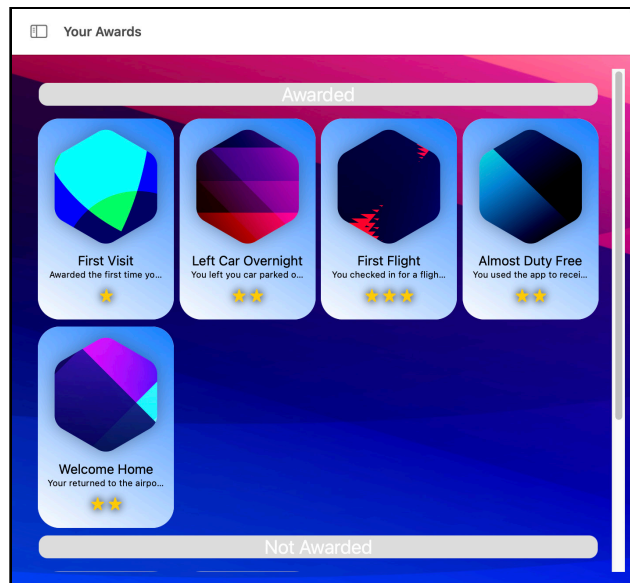 Your Awards
Awarded
First Visit
Awarded the first time yo...
Left Car Overnight
You left you car parked o...
First Flight
You checked in for a fligh...
Almost Duty Free
You used the app to recei...
Welcome Home
Your returned to the airpo...
Not Awarded